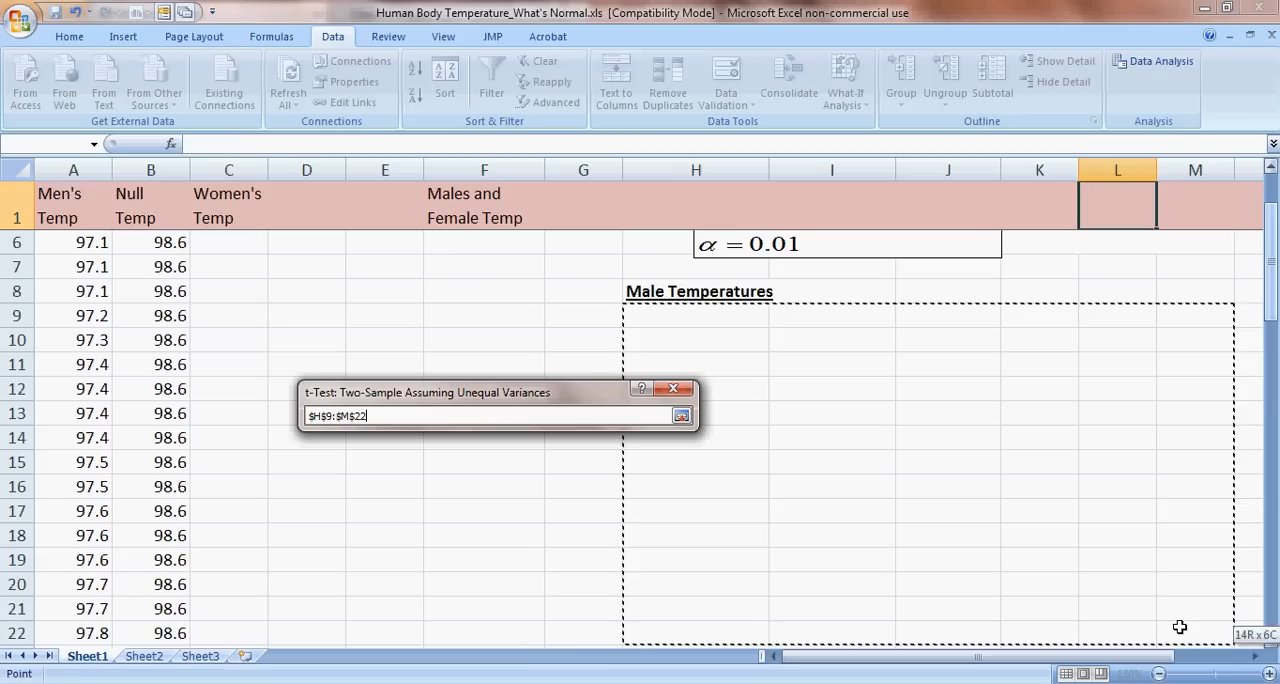 Human Body Temperature_What's Normal.xls [Compatibility Mode] - Microsoft Excel non-commercial use
Home Insert Page Layout Formulas Data Review View JMP Acrobat
From Access
From Web
From Text
From Other Sources
Existing Connections
Get External Data
Refresh All
Connections
Properties
Edit Links
Connections
Sort
Filter
Clear
Reapply
Advanced
Sort & Filter
Text to Columns
Remove Duplicates
Data Validation
Consolidate
What-If Analysis
Data Tools
Group
Ungroup
Subtotal
Show Detail
Hide Detail
Outline
Data Analysis
Analysis
fx
A B C D E F G H I J K L M
1 Men's Temp Null Temp Women's Temp Males and Female Temp
6 97.1 98.6 α = 0.01
7 97.1 98.6
8 97.1 98.6 Male Temperatures
9 97.2 98.6
10 97.3 98.6
11 97.4 98.6
12 97.4 98.6
13 97.4 98.6
14 97.4 98.6
15 97.5 98.6
16 97.5 98.6
17 97.6 98.6
18 97.6 98.6
19 97.6 98.6
20 97.7 98.6
21 97.7 98.6
22 97.8 98.6
t-Test: Two-Sample Assuming Unequal Variances
$H$9:$M$22
14R x 6C
Sheet1 Sheet2 Sheet3
Point